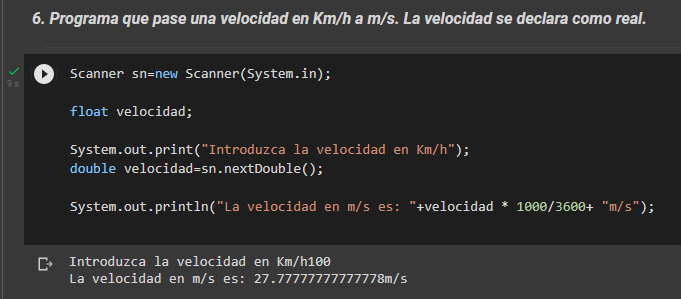 6. Programa que pase una velocidad en Km/h a m/s. La velocidad se declara como real.
9 s
Scanner sn=new Scanner(System.in);
float velocidad;
System.out.print("Introduzca la velocidad en Km/h");
double velocidad=sn.nextDouble();
System.out.println("La velocidad en m/s es: "+velocidad * 1000/3600+ "m/s");
Introduzca la velocidad en Km/h100
La velocidad en m/s es: 27.77777777777778m/s